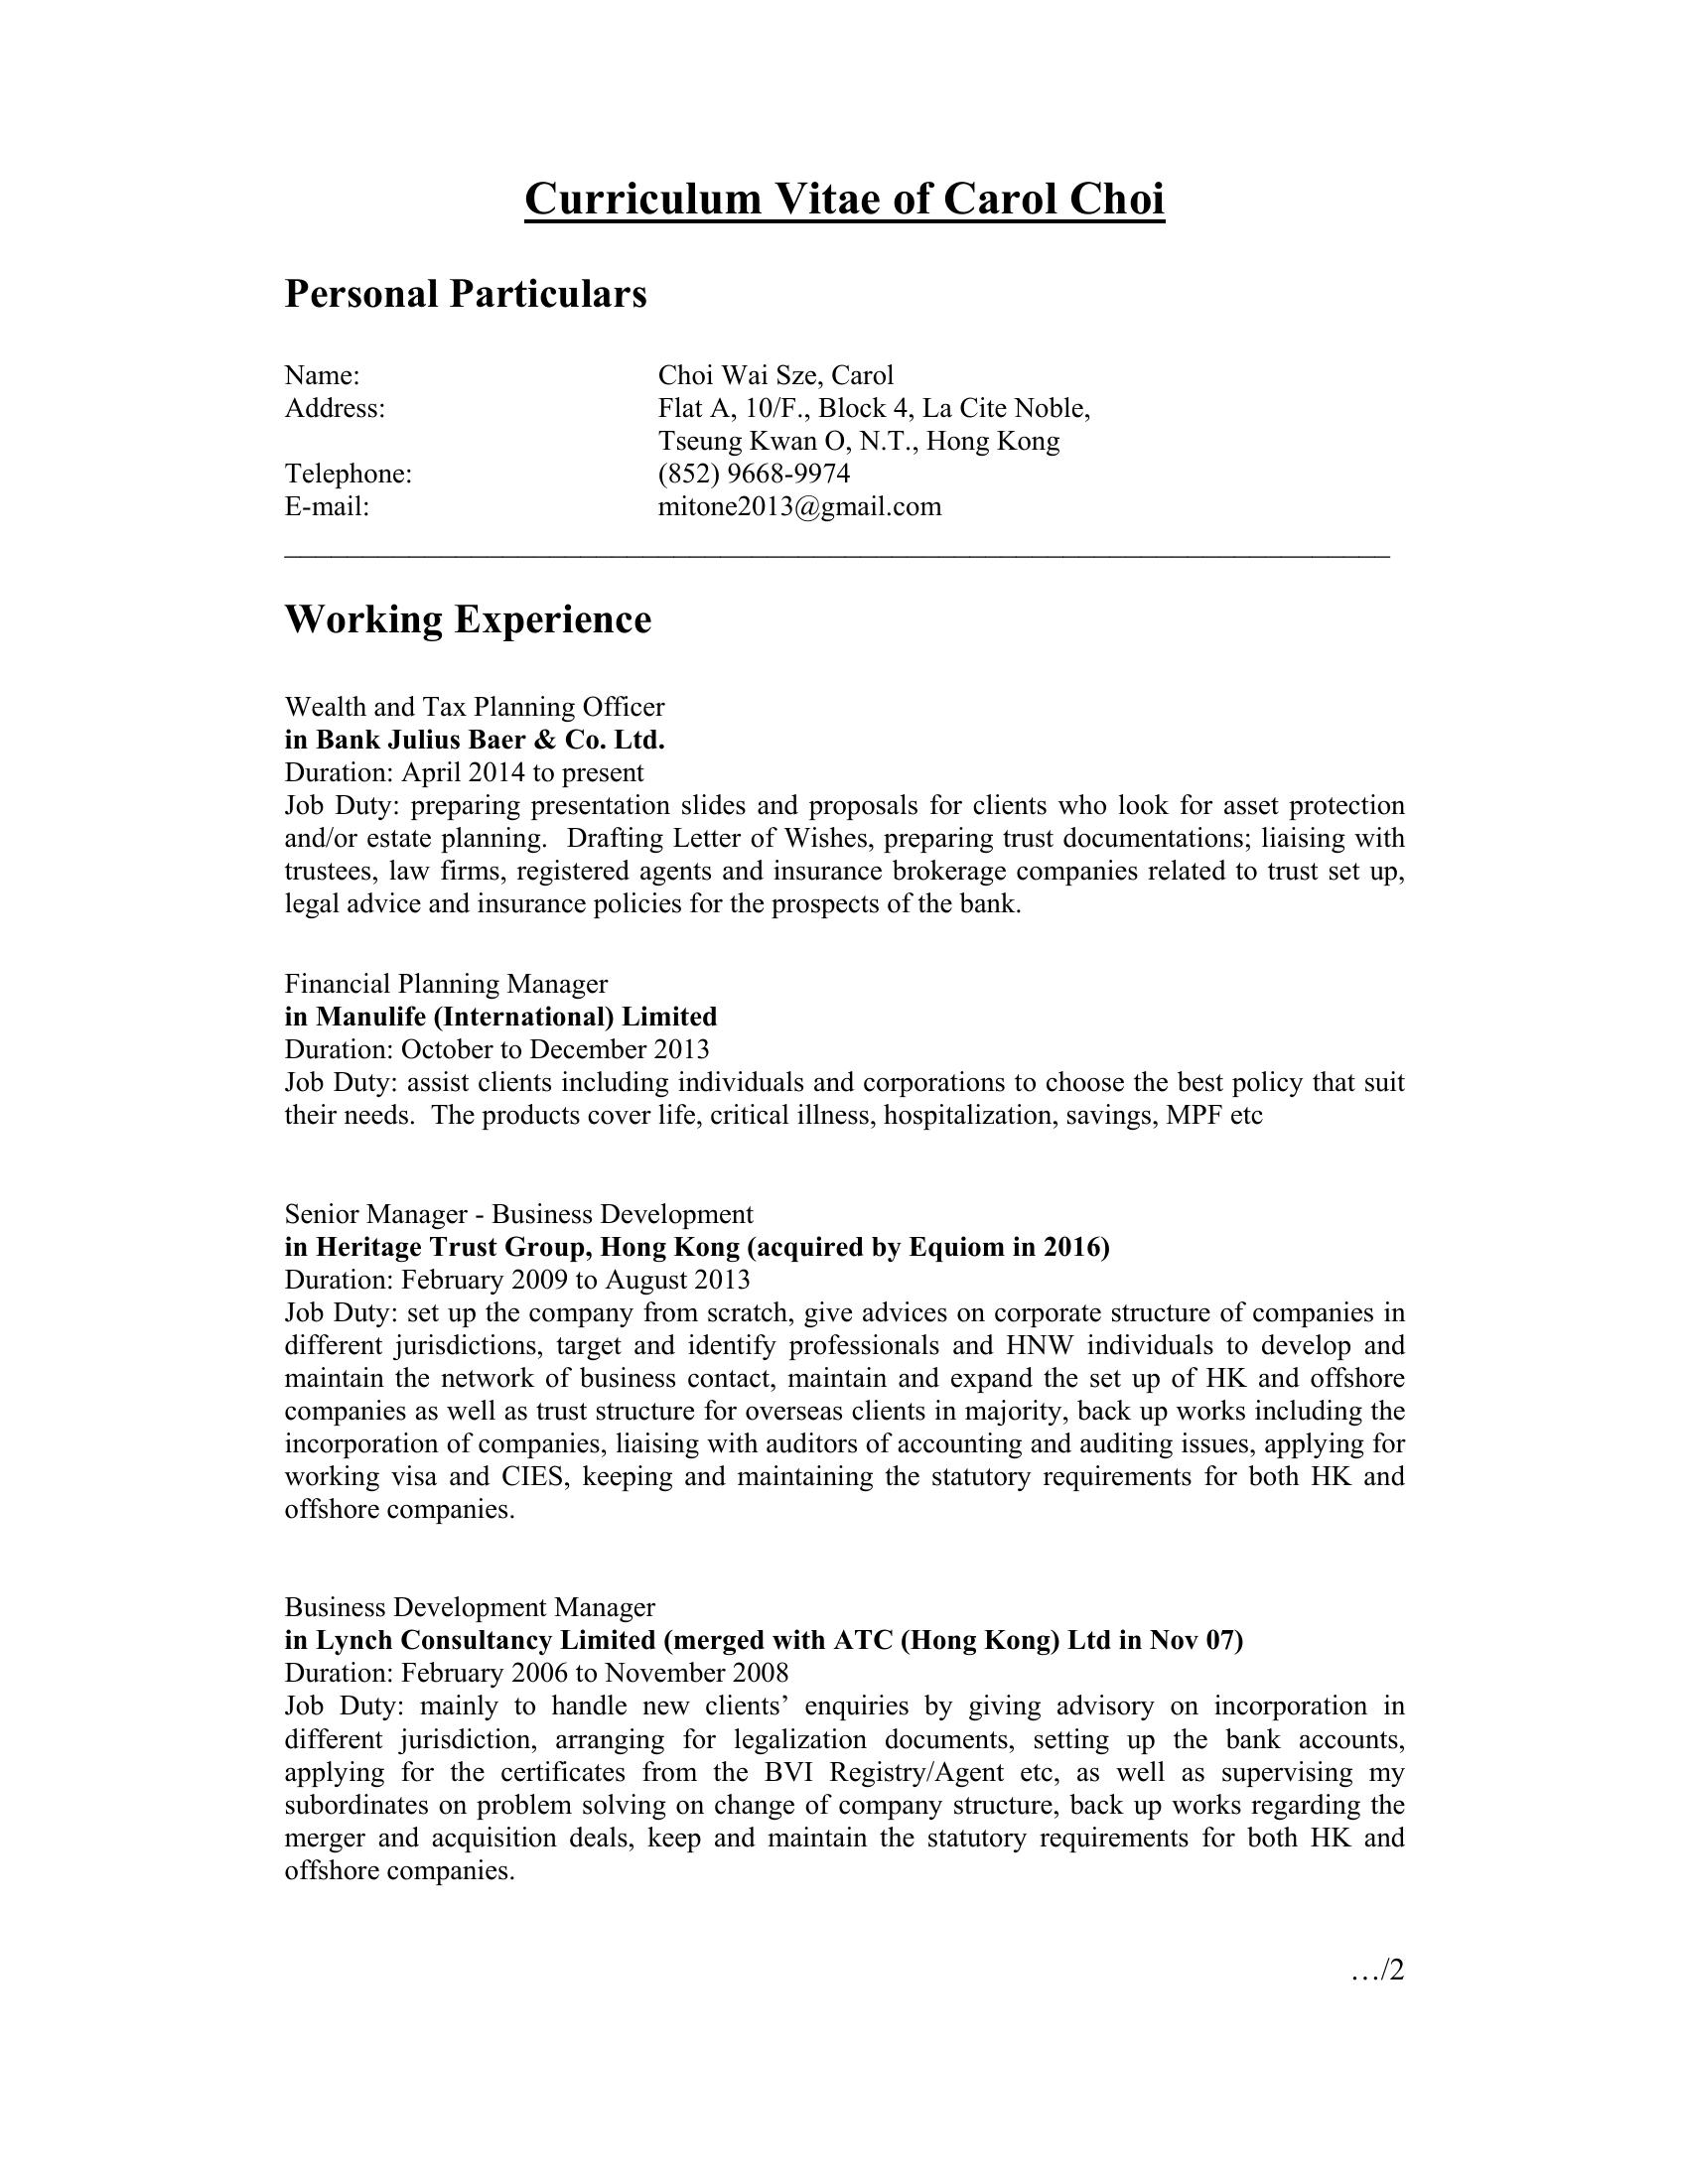 Curriculum Vitae of Carol Choi
Personal Particulars
Name: Choi Wai Sze, Carol
Address: Flat A, 10/F., Block 4, La Cite Noble,
Tseung Kwan O, N.T., Hong Kong
Telephone: (852) 9668-9974
E-mail: mitone2013@gmail.com
Working Experience
Wealth and Tax Planning Officer
in Bank Julius Baer & Co. Ltd.
Duration: April 2014 to present
Job Duty: preparing presentation slides and proposals for clients who look for asset protection
and/or estate planning.  Drafting Letter of Wishes, preparing trust documentations; liaising with
trustees, law firms, registered agents and insurance brokerage companies related to trust set up,
legal advice and insurance policies for the prospects of the bank.
Financial Planning Manager
in Manulife (International) Limited
Duration: October to December 2013
Job Duty: assist clients including individuals and corporations to choose the best policy that suit
their needs.  The products cover life, critical illness, hospitalization, savings, MPF etc
Senior Manager - Business Development
in Heritage Trust Group, Hong Kong (acquired by Equiom in 2016)
Duration: February 2009 to August 2013
Job Duty: set up the company from scratch, give advices on corporate structure of companies in
different jurisdictions, target and identify professionals and HNW individuals to develop and
maintain the network of business contact, maintain and expand the set up of HK and offshore
companies as well as trust structure for overseas clients in majority, back up works including the
incorporation of companies, liaising with auditors of accounting and auditing issues, applying for
working visa and CIES, keeping and maintaining the statutory requirements for both HK and
offshore companies.
Business Development Manager
in Lynch Consultancy Limited (merged with ATC (Hong Kong) Ltd in Nov 07)
Duration: February 2006 to November 2008
Job Duty: mainly to handle new clients’ enquiries by giving advisory on incorporation in
different jurisdiction, arranging for legalization documents, setting up the bank accounts,
applying for the certificates from the BVI Registry/Agent etc, as well as supervising my
subordinates on problem solving on change of company structure, back up works regarding the
merger and acquisition deals, keep and maintain the statutory requirements for both HK and
offshore companies.
…/2